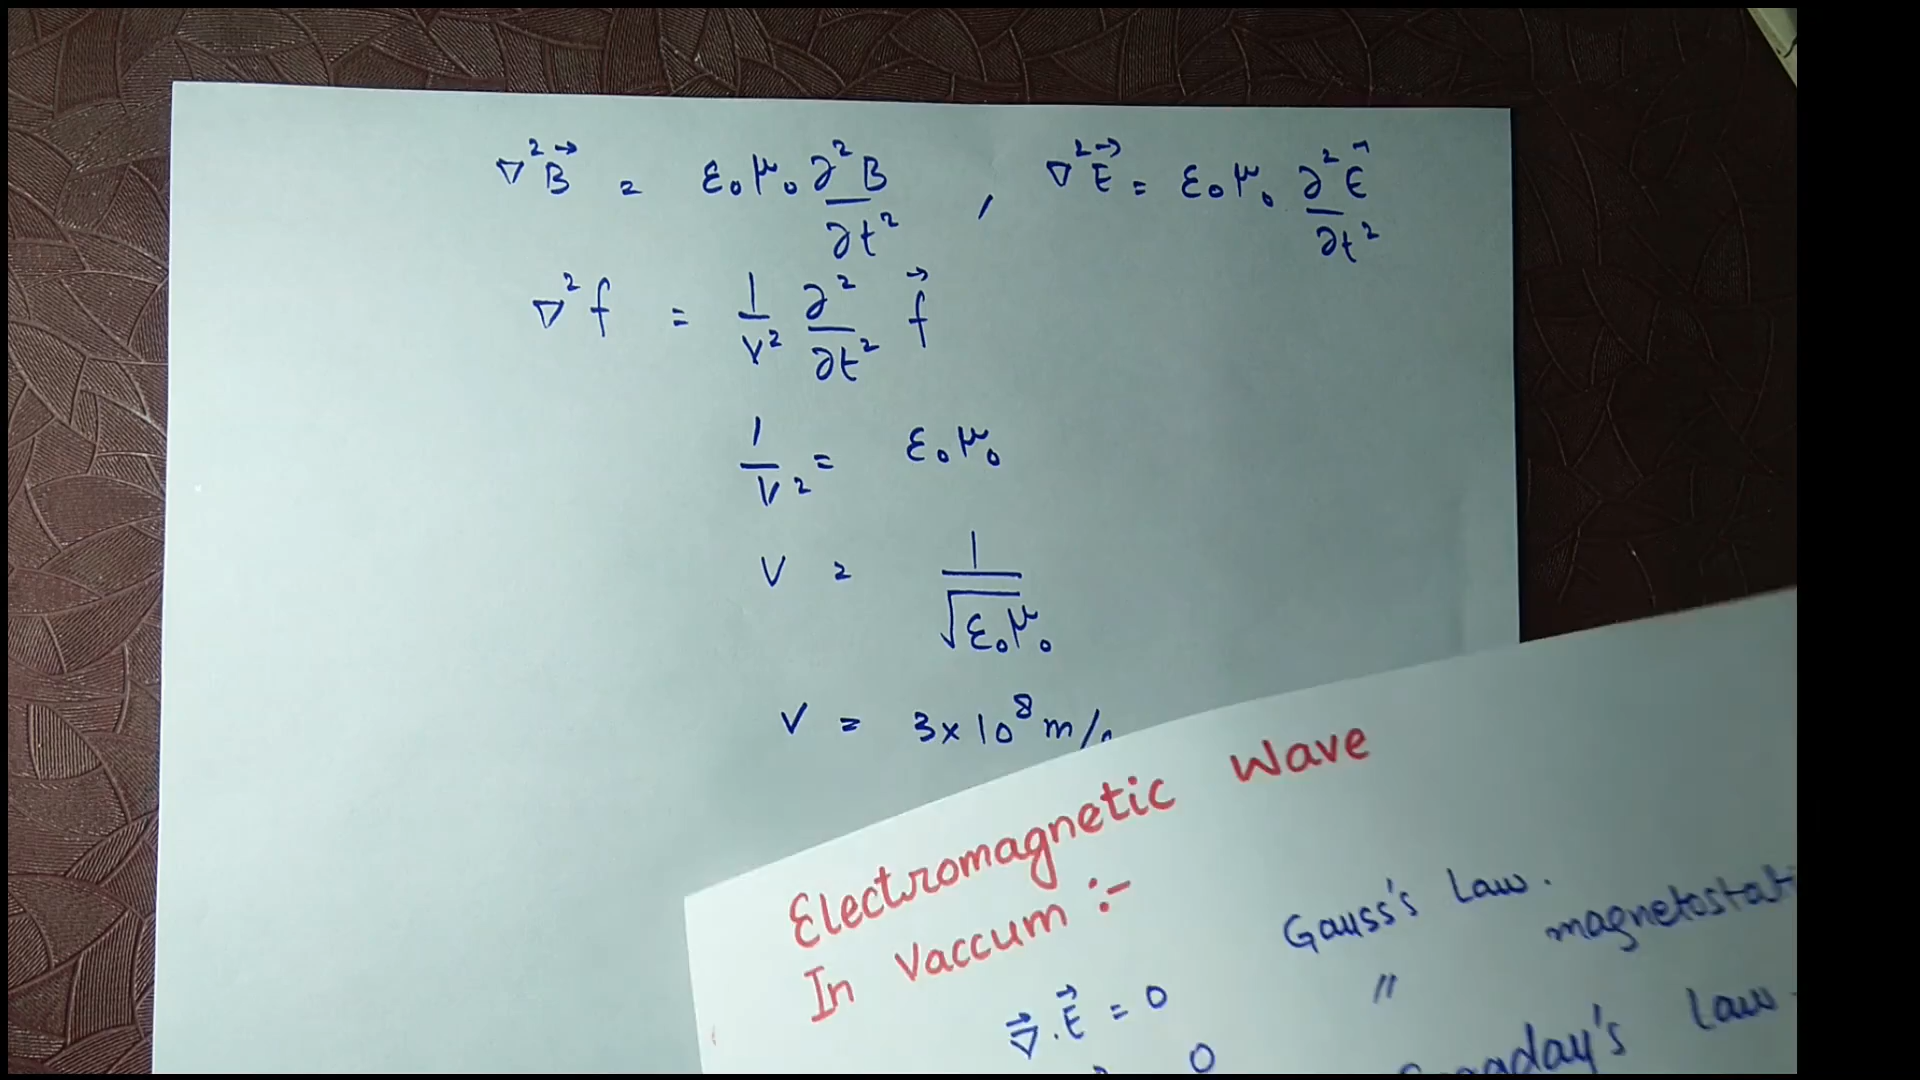 ∇²B⃗ = ε₀μ₀ ∂²B/∂t² , ∇²E⃗ = ε₀μ₀ ∂²E⃗/∂t²
∇²f = 1/v² ∂²/∂t² f⃗
1/v² = ε₀μ₀
v = 1/√ε₀μ₀
v = 3×10⁸ m/s
Electromagnetic Wave
In Vaccum :-
∇⃗.E⃗ = 0 Gauss's Law.
〃 magnetostati
0 Law.